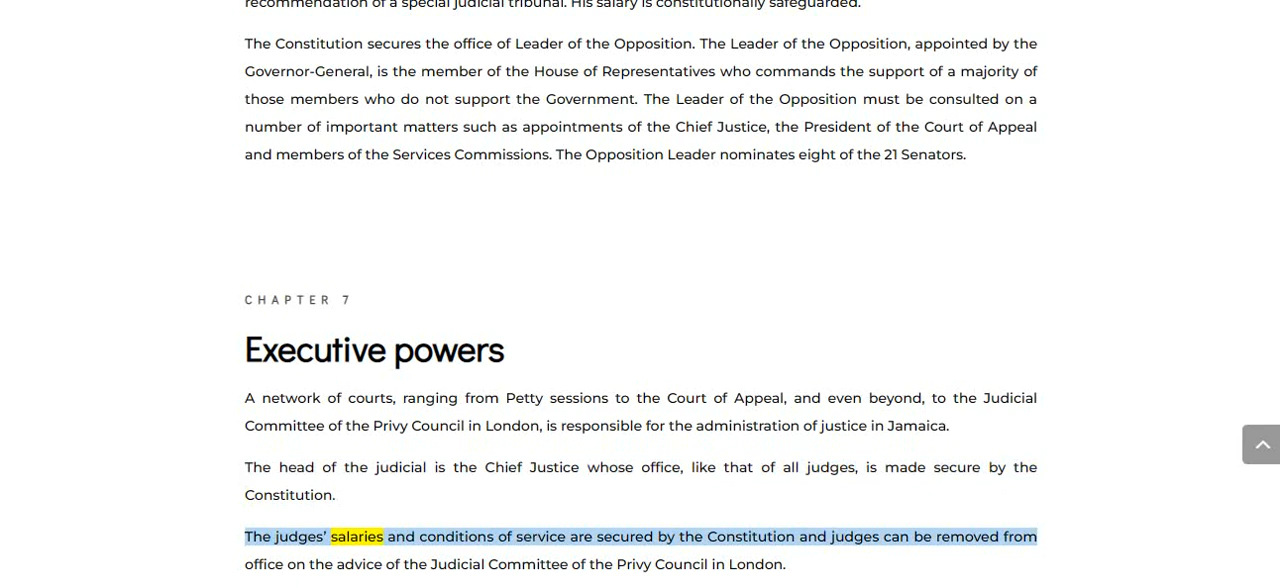 recommendation of a special judicial tribunal. His salary is constitutionally safeguarded.
The Constitution secures the office of Leader of the Opposition. The Leader of the Opposition, appointed by the
Governor-General, is the member of the House of Representatives who commands the support of a majority of
those members who do not support the Government. The Leader of the Opposition must be consulted on a
number of important matters such as appointments of the Chief Justice, the President of the Court of Appeal
and members of the Services Commissions. The Opposition Leader nominates eight of the 21 Senators.
CHAPTER 7
Executive powers
A network of courts, ranging from Petty sessions to the Court of Appeal, and even beyond, to the Judicial
Committee of the Privy Council in London, is responsible for the administration of justice in Jamaica.
The head of the judicial is the Chief Justice whose office, like that of all judges, is made secure by the
Constitution.
The judges’ salaries and conditions of service are secured by the Constitution and judges can be removed from
office on the advice of the Judicial Committee of the Privy Council in London.